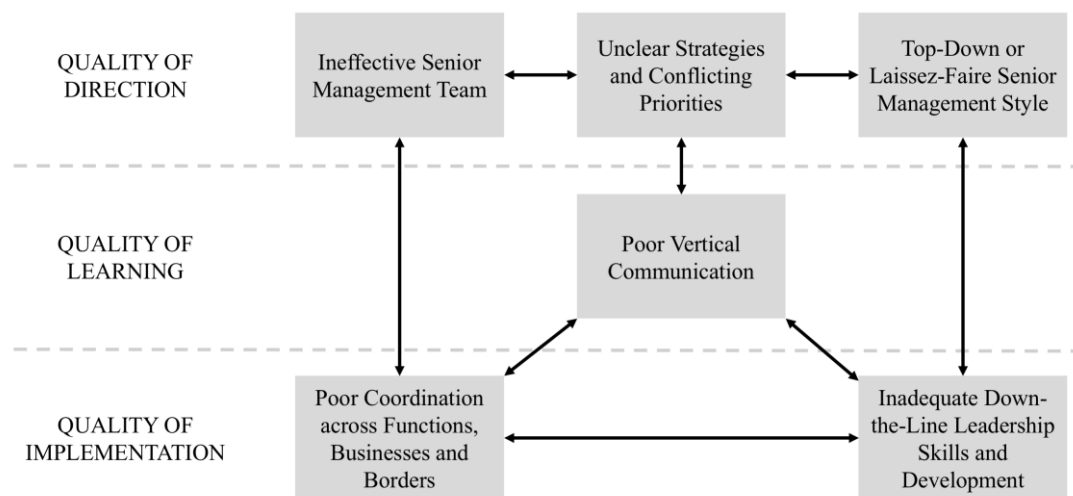 QUALITY OF
DIRECTION
Ineffective Senior
Management Team
Unclear Strategies
and Conflicting
Priorities
Top-Down or
Laissez-Faire Senior
Management Style
QUALITY OF
LEARNING
Poor Vertical
Communication
QUALITY OF
IMPLEMENTATION
Poor Coordination
across Functions,
Businesses and
Borders
Inadequate Down-
the-Line Leadership
Skills and
Development